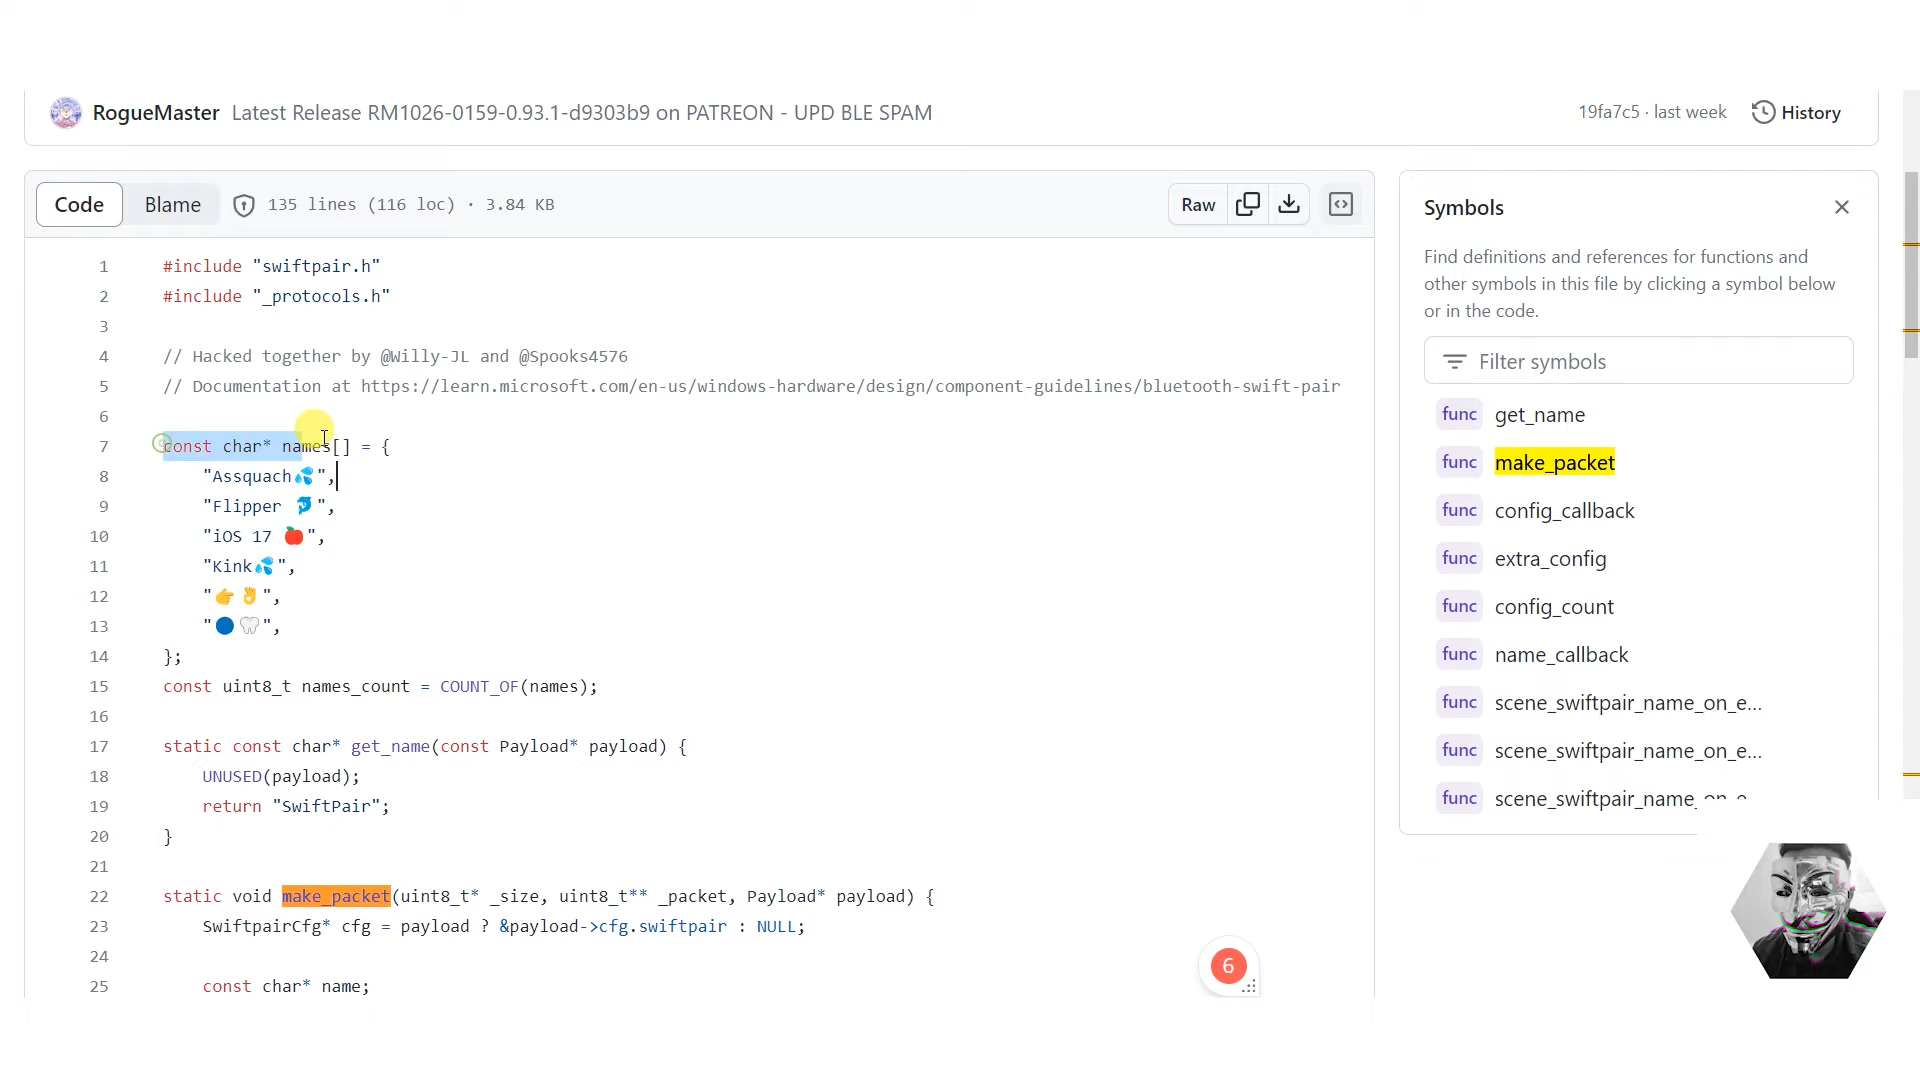 RogueMaster Latest Release RM1026-0159-0.93.1-d9303b9 on PATREON - UPD BLE SPAM 19fa7c5 · last week History
Code Blame 135 lines (116 loc) · 3.84 KB Raw
1 #include "swiftpair.h"
2 #include "_protocols.h"
3
4 // Hacked together by @Willy-JL and @Spooks4576
5 // Documentation at https://learn.microsoft.com/en-us/windows-hardware/design/component-guidelines/bluetooth-swift-pair
6
7 const char* names[] = {
8 "Assquach💦",
9 "Flipper 🐬",
10 "iOS 17 🍎",
11 "Kink💦",
12 "👉👌",
13 "🔵🦷",
14 };
15 const uint8_t names_count = COUNT_OF(names);
16
17 static const char* get_name(const Payload* payload) {
18 UNUSED(payload);
19 return "SwiftPair";
20 }
21
22 static void make_packet(uint8_t* _size, uint8_t** _packet, Payload* payload) {
23 SwiftpairCfg* cfg = payload ? &payload->cfg.swiftpair : NULL;
24
25 const char* name;
Symbols
Find definitions and references for functions and
other symbols in this file by clicking a symbol below
or in the code.
Filter symbols
func get_name
func make_packet
func config_callback
func extra_config
func config_count
func name_callback
func scene_swiftpair_name_on_e...
func scene_swiftpair_name_on_e...
func scene_swiftpair_name_on_e
6